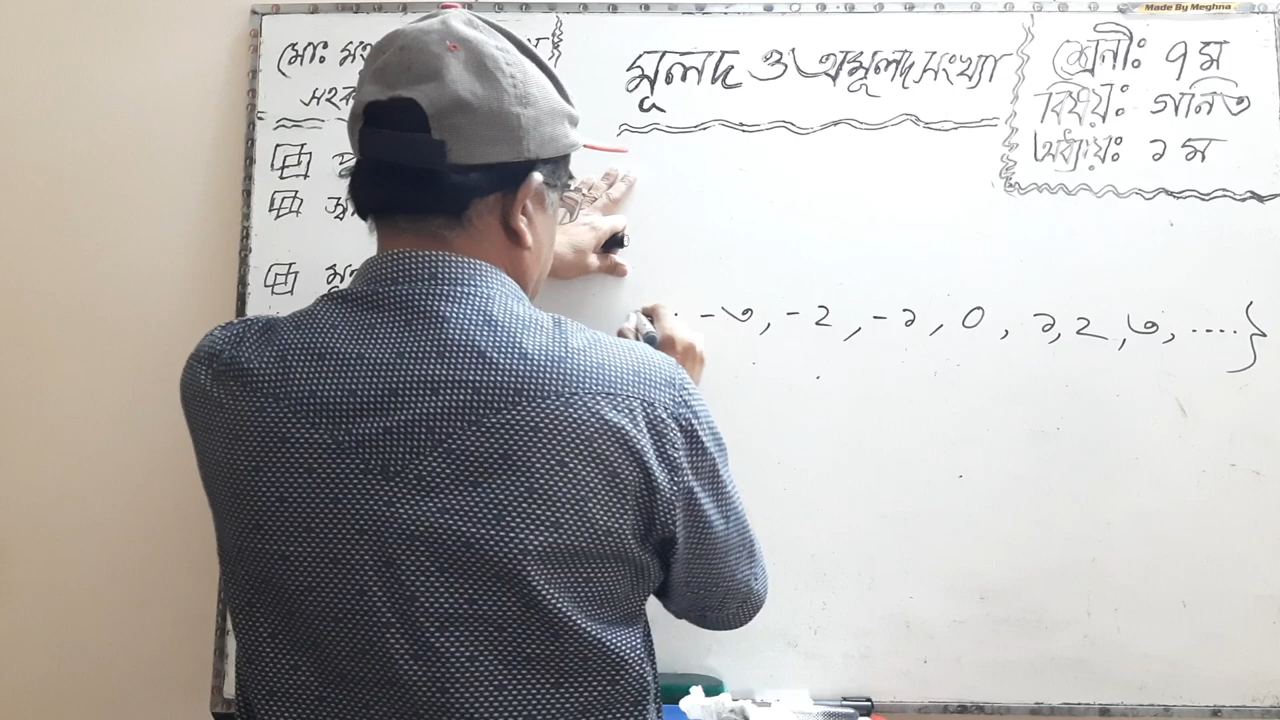 Made By Meghna
মোঃ
মূলদ ও অমূলদ সংখ্যা
শ্রেনীঃ ৭ম
বিষয়ঃ গনিত
অধ্যায়ঃ ১ম
-৩, -2, -১, 0, ১, 2, ৩, ....}